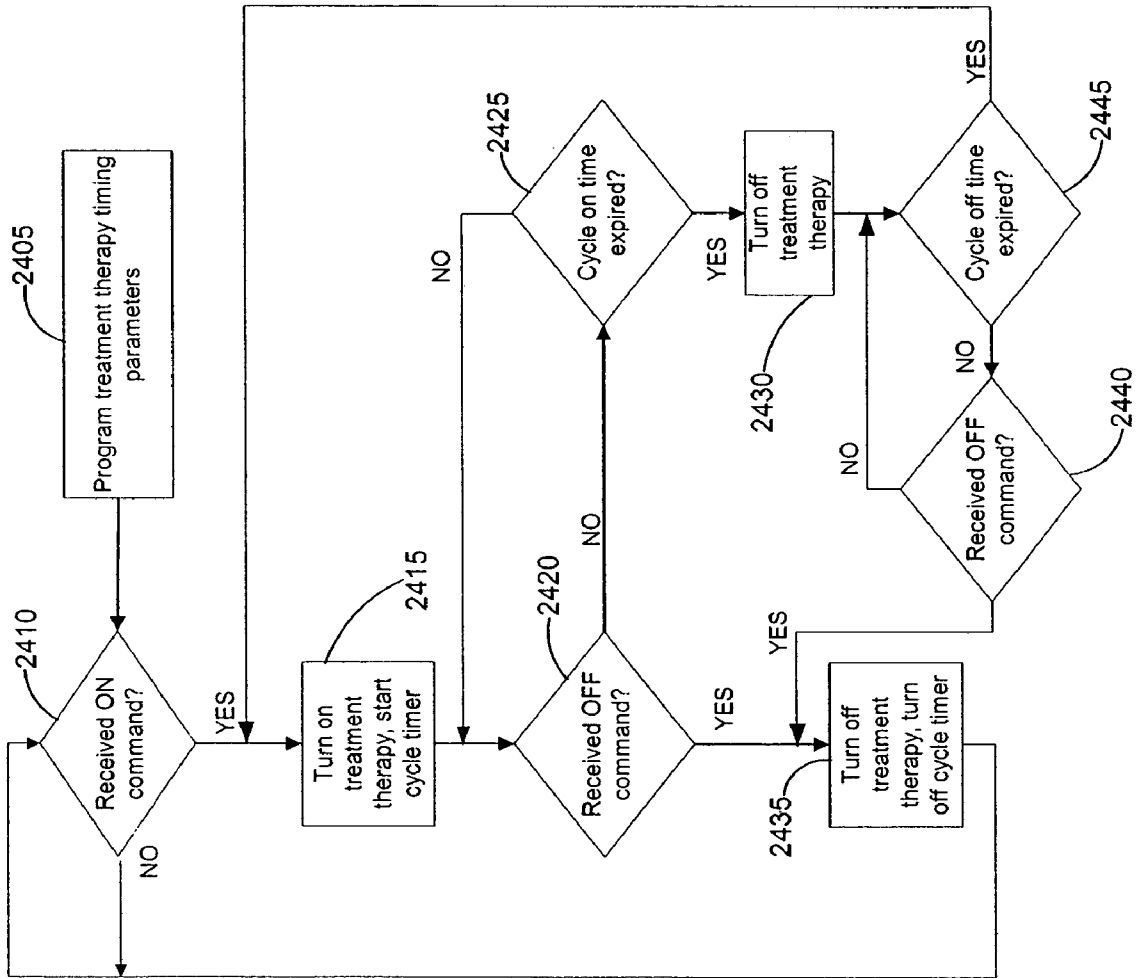 2405
Program treatment therapy timing
parameters
2410
Received ON
command?
NO
YES
2415
Turn on
treatment
therapy, start
cycle timer
2420
Received OFF
command?
NO
YES
2425
Cycle on time
expired?
NO
YES
2430
Turn off
treatment
therapy
2435
Turn off
treatment
therapy, turn
off cycle timer
2445
Cycle off time
expired?
YES
NO
2440
Received OFF
command?
NO
YES